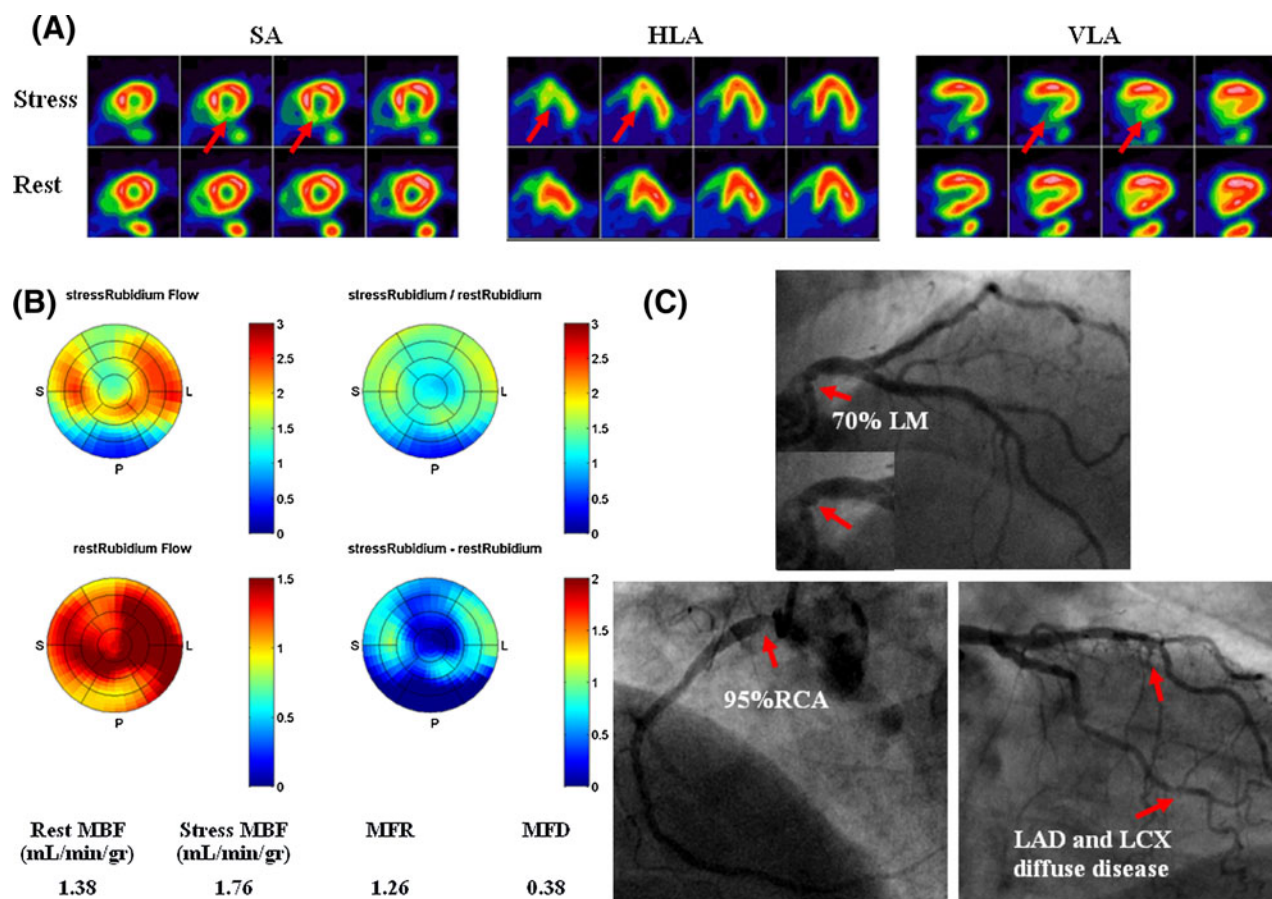 (A)
SA
HLA
VLA
Stress
Rest
(B)
stressRubidium Flow
stressRubidium / restRubidium
3
2.5
2
1.5
1
0.5
0
S
L
P
3
2.5
2
1.5
1
0.5
0
S
L
P
restRubidium Flow
stressRubidium - restRubidium
1.5
1
0.5
0
S
L
P
2
1.5
1
0.5
0
S
L
P
Rest MBF
(mL/min/gr)
1.38
Stress MBF
(mL/min/gr)
1.76
MFR
1.26
MFD
0.38
(C)
70% LM
95%RCA
LAD and LCX
diffuse disease